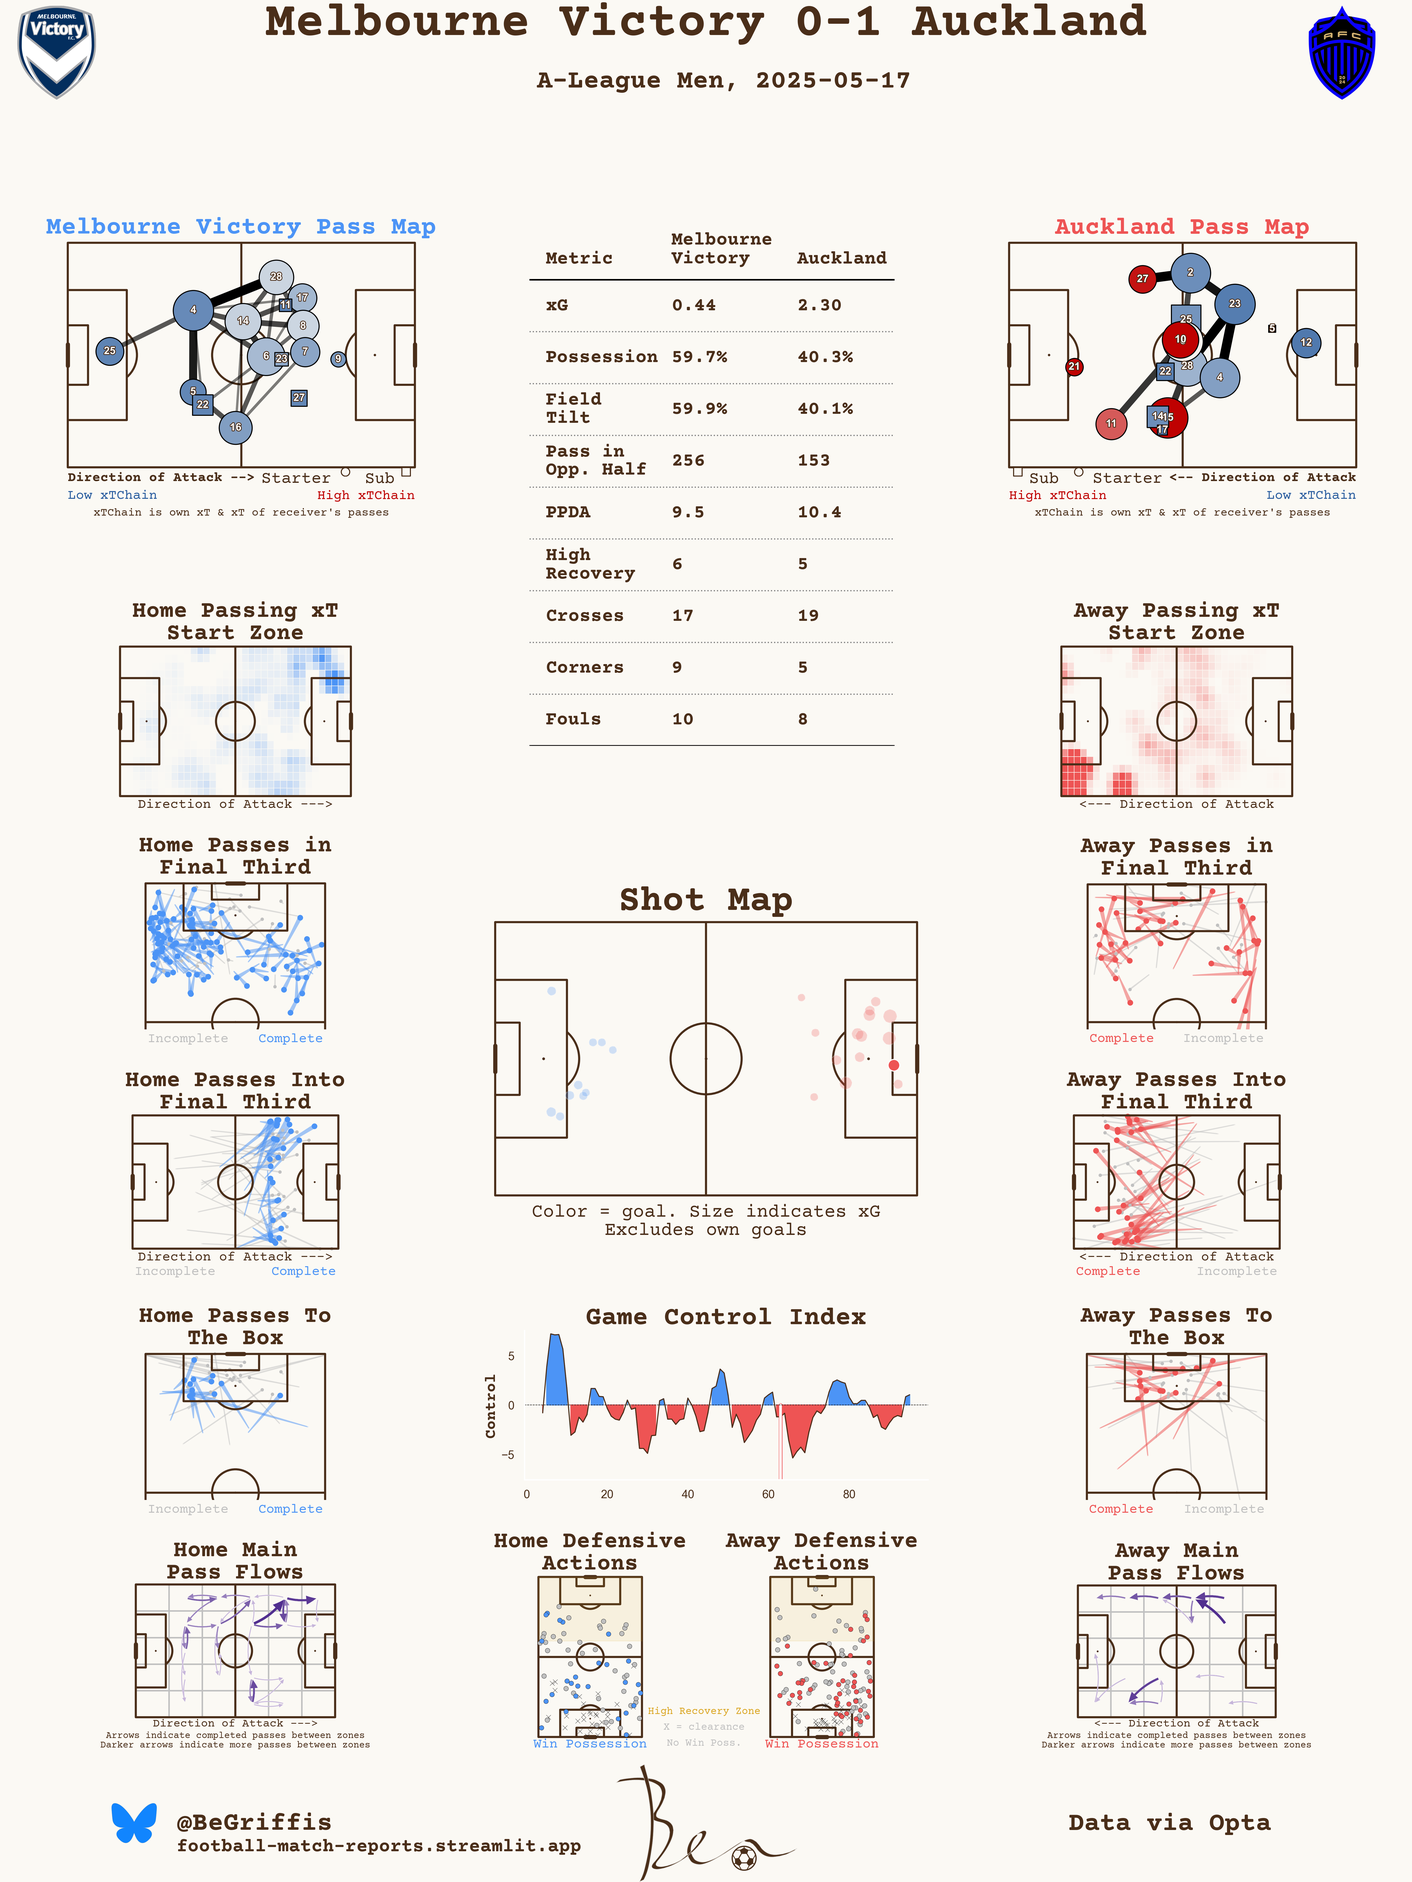 Melbourne Victory 0-1 Auckland
A-League Men, 2025-05-17
MELBOURNE
Victory
F.C.
AFC
Melbourne Victory Pass Map
25
4
5
22
16
14
28
6
23
11
17
8
7
9
27
Direction of Attack --> Starter Sub
Low xTChain High xTChain
xTChain is own xT & xT of receiver's passes
Metric Melbourne Victory Auckland
xG 0.44 2.30
Possession 59.7% 40.3%
Field Tilt 59.9% 40.1%
Pass in Opp. Half 256 153
PPDA 9.5 10.4
High Recovery 6 5
Crosses 17 19
Corners 9 5
Fouls 10 8
Auckland Pass Map
27
2
23
25
10
28
22
4
5
12
21
11
14
15
17
Sub Starter <-- Direction of Attack
High xTChain Low xTChain
xTChain is own xT & xT of receiver's passes
Home Passing xT
Start Zone
Direction of Attack --->
Away Passing xT
Start Zone
<--- Direction of Attack
Home Passes in
Final Third
Incomplete Complete
Away Passes in
Final Third
Complete Incomplete
Shot Map
Color = goal. Size indicates xG
Excludes own goals
Home Passes Into
Final Third
Direction of Attack --->
Incomplete Complete
Away Passes Into
Final Third
<--- Direction of Attack
Complete Incomplete
Home Passes To
The Box
Incomplete Complete
Game Control Index
Control
5
0
−5
0 20 40 60 80
Away Passes To
The Box
Complete Incomplete
Home Main
Pass Flows
Direction of Attack --->
Arrows indicate completed passes between zones
Darker arrows indicate more passes between zones
Home Defensive
Actions
Win Possession
High Recovery Zone
X = clearance
No Win Poss.
Away Defensive
Actions
Win Possession
Away Main
Pass Flows
<--- Direction of Attack
Arrows indicate completed passes between zones
Darker arrows indicate more passes between zones
@BeGriffis
football-match-reports.streamlit.app
Ben
Data via Opta